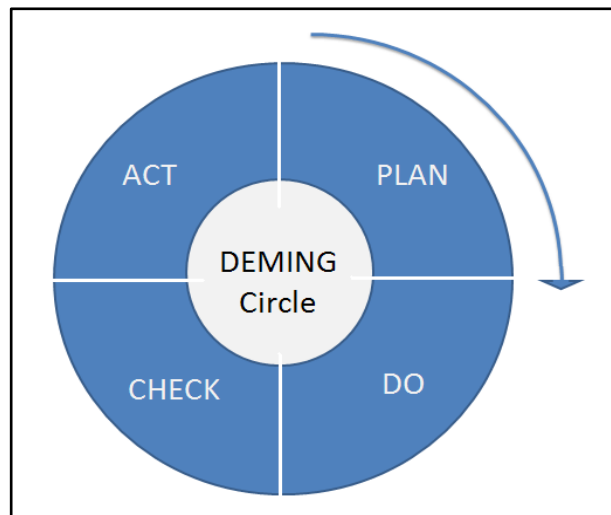 ACT
PLAN
DEMING
Circle
CHECK
DO